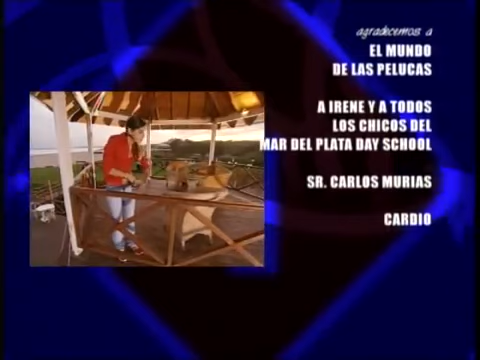 agradecemos a
EL MUNDO
DE LAS PELUCAS
A IRENE Y A TODOS
LOS CHICOS DEL
MAR DEL PLATA DAY SCHOOL
SR. CARLOS MURIAS
CARDIO